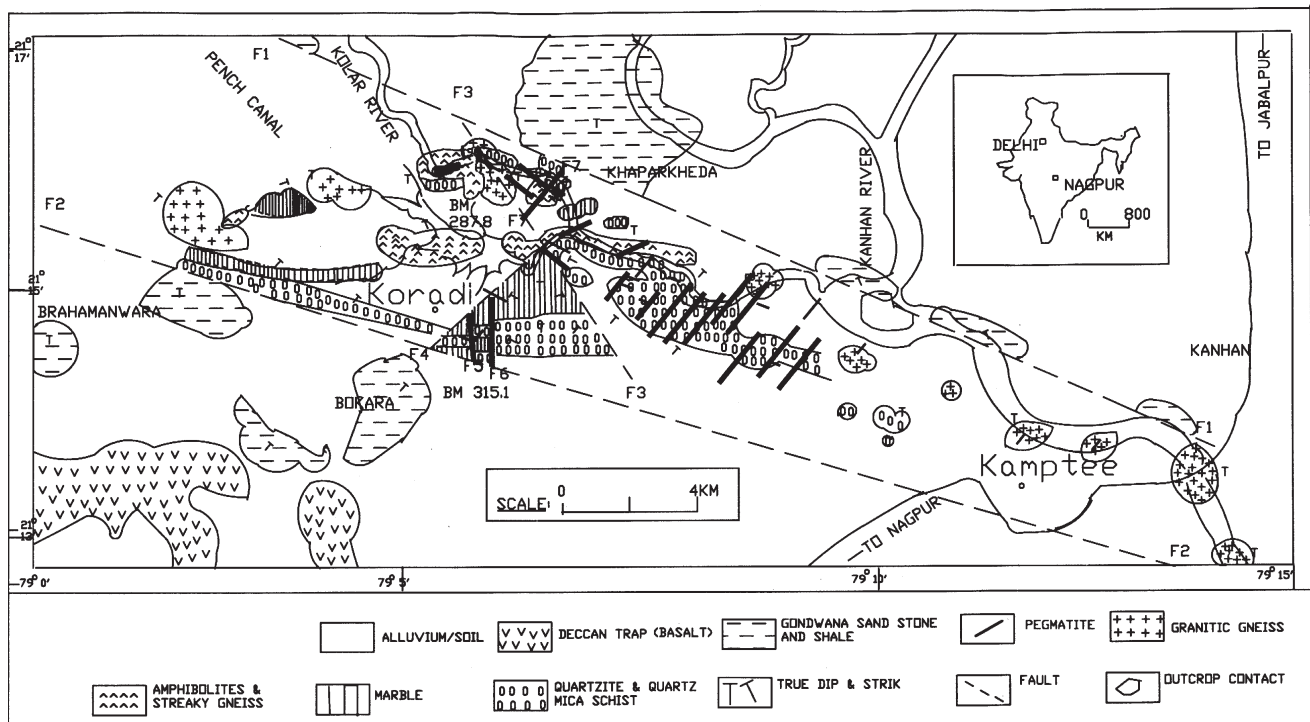 21°
17'
F1
PENCH CANAL
KOLAR RIVER
F3
F7
KHAPARKHEDA
KANHAN RIVER
DELHI
NAGPUR
0 800
KM
TO JABALPUR
F2
BM
287.8
F7
21°
15'
BRAHAMANWARA
Koradi
F4
F5
F6
BM 315.1
F3
BOKARA
KANHAN
F1
Kamptee
SCALE:
0 4KM
21°
13'
TO NAGPUR
F2
79° 0'
79° 5'
79° 10'
79° 15'
ALLUVIUM/SOIL
DECCAN TRAP (BASALT)
GONDWANA SAND STONE
AND SHALE
PEGMATITE
GRANITIC GNEISS
AMPHIBOLITES &
STREAKY GNEISS
MARBLE
QUARTZITE & QUARTZ
MICA SCHIST
TRUE DIP & STRIK
FAULT
OUTCROP CONTACT